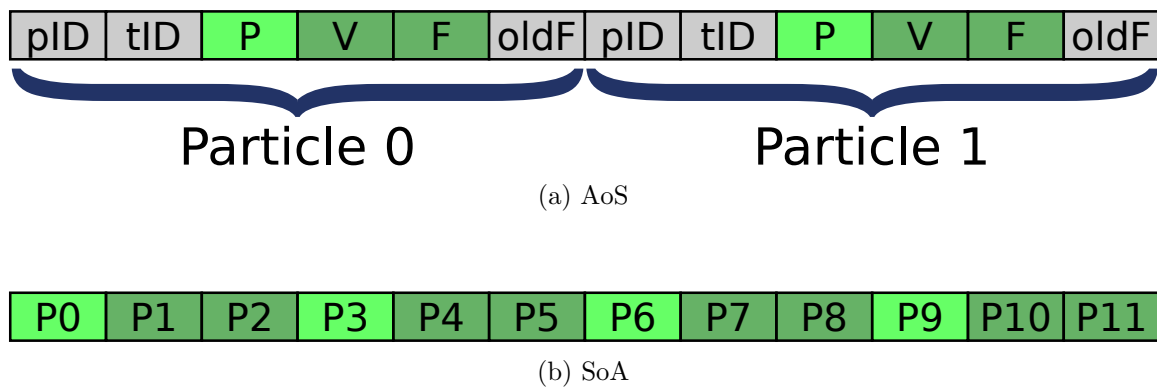 pID tID P V F oldF pID tID P V F oldF
Particle 0 Particle 1
(a) AoS
P0 P1 P2 P3 P4 P5 P6 P7 P8 P9 P10 P11
(b) SoA